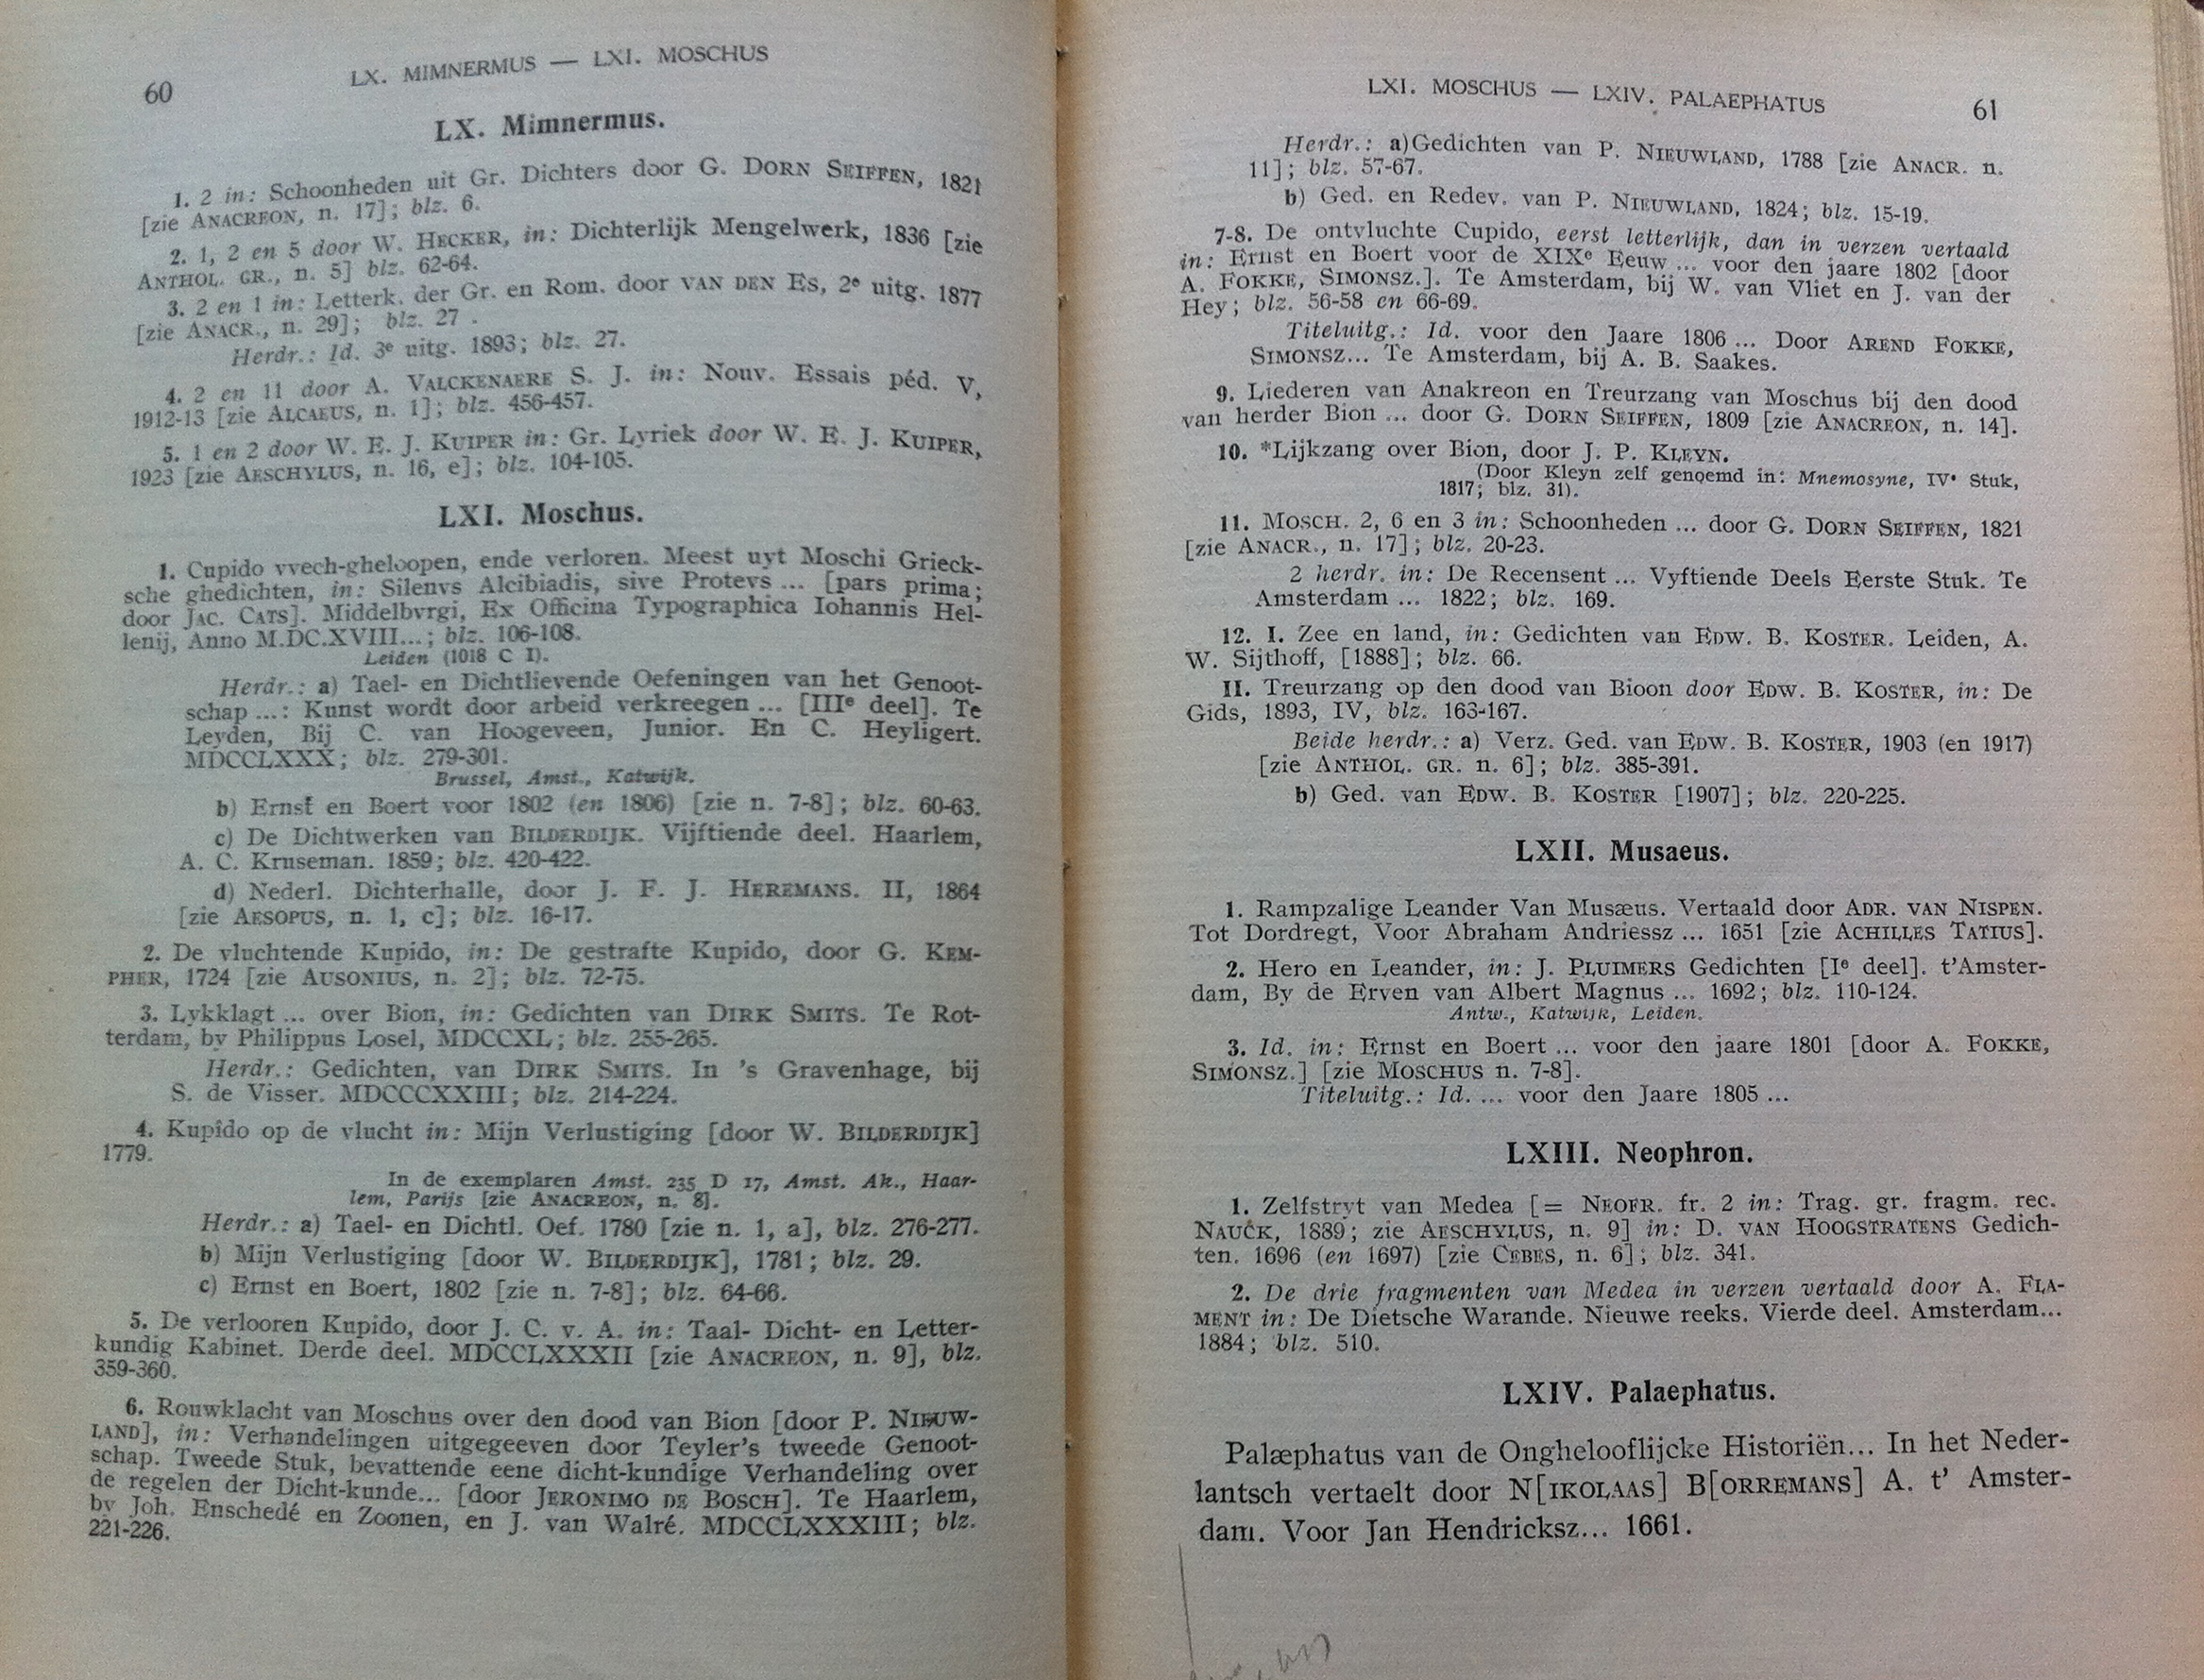 60
LX. MIMNERMUS — LXI. MOSCHUS
LX. Mimnermus.
1. 2 in: Schoonheden uit Gr. Dichters door G. DORN SEIFFEN, 1821
[zie ANACREON, n. 17]; blz. 6.
2. 1, 2 en 5 door W. HECKER, in: Dichterlijk Mengelwerk, 1836 [zie
ANTHOL. GR., n. 5] blz. 62-64.
3. 2 en 1 in: Letterk. der Gr. en Rom. door VAN DEN ES, 2e uitg. 1877
[zie ANACR., n. 29]; blz. 27 .
Herdr.: Id. 3e uitg. 1893; blz. 27.
4. 2 en 11 door A. VALCKENAERE S. J. in: Nouv. Essais péd. V,
1912-13 [zie ALCAEUS, n. 1]; blz. 456-457.
5. 1 en 2 door W. E. J. KUIPER in: Gr. Lyriek door W. E. J. KUIPER,
1923 [zie AESCHYLUS, n. 16, e]; blz. 104-105.
LXI. Moschus.
1. Cupido vvech-gheloopen, ende verloren. Meest uyt Moschi Grieck-
sche ghedichten, in: Silenvs Alcibiadis, sive Protevs ... [pars prima;
door JAC. CATS]. Middelbvrgi, Ex Officina Typographica Iohannis Hel-
lenij, Anno M.DC.XVIII...; blz. 106-108.
Leiden (1018 C I).
Herdr.: a) Tael- en Dichtlievende Oefeningen van het Genoot-
schap ...: Kunst wordt door arbeid verkreegen ... [IIIe deel]. Te
Leyden, Bij C. van Hoogeveen, Junior. En C. Heyligert.
MDCCLXXX; blz. 279-301.
Brussel, Amst., Katwijk.
b) Ernst en Boert voor 1802 (en 1806) [zie n. 7-8]; blz. 60-63.
c) De Dichtwerken van BILDERDIJK. Vijftiende deel. Haarlem,
A. C. Kruseman. 1859; blz. 420-422.
d) Nederl. Dichterhalle, door J. F. J. HEREMANS. II, 1864
[zie AESOPUS, n. 1, c]; blz. 16-17.
2. De vluchtende Kupido, in: De gestrafte Kupido, door G. KEM-
PHER, 1724 [zie AUSONIUS, n. 2]; blz. 72-75.
3. Lykklagt ... over Bion, in: Gedichten van DIRK SMITS. Te Rot-
terdam, by Philippus Losel, MDCCXL; blz. 255-265.
Herdr.: Gedichten, van DIRK SMITS. In 's Gravenhage, bij
S. de Visser. MDCCCXXIII; blz. 214-224.
4. Kupîdo op de vlucht in: Mijn Verlustiging [door W. BILDERDIJK]
1779.
In de exemplaren Amst. 235 D 17, Amst. Ak., Haar-
lem, Parijs [zie ANACREON, n. 8].
Herdr.: a) Tael- en Dichtl. Oef. 1780 [zie n. 1, a], blz. 276-277.
b) Mijn Verlustiging [door W. BILDERDIJK], 1781; blz. 29.
c) Ernst en Boert, 1802 [zie n. 7-8]; blz. 64-66.
5. De verlooren Kupido, door J. C. v. A. in: Taal- Dicht- en Letter-
kundig Kabinet. Derde deel. MDCCLXXXII [zie ANACREON, n. 9], blz.
359-360.
6. Rouwklacht van Moschus over den dood van Bion [door P. NIEUW-
LAND], in: Verhandelingen uitgegeeven door Teyler's tweede Genoot-
schap. Tweede Stuk, bevattende eene dicht-kundige Verhandeling over
de regelen der Dicht-kunde... [door JERONIMO DE BOSCH]. Te Haarlem,
by Joh. Enschedé en Zoonen, en J. van Walré. MDCCLXXXIII; blz.
221-226.
LXI. MOSCHUS — LXIV. PALAEPHATUS
61
Herdr.: a)Gedichten van P. NIEUWLAND, 1788 [zie ANACR. n.
11]; blz. 57-67.
b) Ged. en Redev. van P. NIEUWLAND, 1824; blz. 15-19.
7-8. De ontvluchte Cupido, eerst letterlijk, dan in verzen vertaald
in: Ernst en Boert voor de XIXe Eeuw ... voor den jaare 1802 [door
A. FOKKE, SIMONSZ.]. Te Amsterdam, bij W. van Vliet en J. van der
Hey; blz. 56-58 en 66-69.
Titeluitg.: Id. voor den Jaare 1806 ... Door AREND FOKKE,
SIMONSZ... Te Amsterdam, bij A. B. Saakes.
9. Liederen van Anakreon en Treurzang van Moschus bij den dood
van herder Bion ... door G. DORN SEIFFEN, 1809 [zie ANACREON, n. 14].
10. *Lijkzang over Bion, door J. P. KLEYN.
(Door Kleyn zelf genoemd in: Mnemosyne, IVe Stuk,
1817; blz. 31).
11. MOSCH. 2, 6 en 3 in: Schoonheden ... door G. DORN SEIFFEN, 1821
[zie ANACR., n. 17]; blz. 20-23.
2 herdr. in: De Recensent ... Vyftiende Deels Eerste Stuk. Te
Amsterdam ... 1822; blz. 169.
12. I. Zee en land, in: Gedichten van EDW. B. KOSTER. Leiden, A.
W. Sijthoff, [1888]; blz. 66.
II. Treurzang op den dood van Bioon door EDW. B. KOSTER, in: De
Gids, 1893, IV, blz. 163-167.
Beide herdr.: a) Verz. Ged. van EDW. B. KOSTER, 1903 (en 1917)
[zie ANTHOL. GR. n. 6]; blz. 385-391.
b) Ged. van EDW. B. KOSTER [1907]; blz. 220-225.
LXII. Musaeus.
1. Rampzalige Leander Van Musæus. Vertaald door ADR. VAN NISPEN.
Tot Dordregt, Voor Abraham Andriessz ... 1651 [zie ACHILLES TATIUS].
2. Hero en Leander, in: J. PLUIMERS Gedichten [Ie deel]. t'Amster-
dam, By de Erven van Albert Magnus ... 1692; blz. 110-124.
Antw., Katwijk, Leiden.
3. Id. in: Ernst en Boert ... voor den jaare 1801 [door A. FOKKE,
SIMONSZ.] [zie MOSCHUS n. 7-8].
Titeluitg.: Id. ... voor den Jaare 1805 ...
LXIII. Neophron.
1. Zelfstryt van Medea [= NEOFR. fr. 2 in: Trag. gr. fragm. rec.
NAUCK, 1889; zie AESCHYLUS, n. 9] in: D. VAN HOOGSTRATENS Gedich-
ten. 1696 (en 1697) [zie CEBES, n. 6]; blz. 341.
2. De drie fragmenten van Medea in verzen vertaald door A. FLA-
MENT in: De Dietsche Warande. Nieuwe reeks. Vierde deel. Amsterdam...
1884; blz. 510.
LXIV. Palaephatus.
Palæphatus van de Onghelooflijcke Historiën... In het Neder-
lantsch vertaelt door N[IKOLAAS] B[ORREMANS] A. t' Amster-
dam. Voor Jan Hendricksz... 1661.